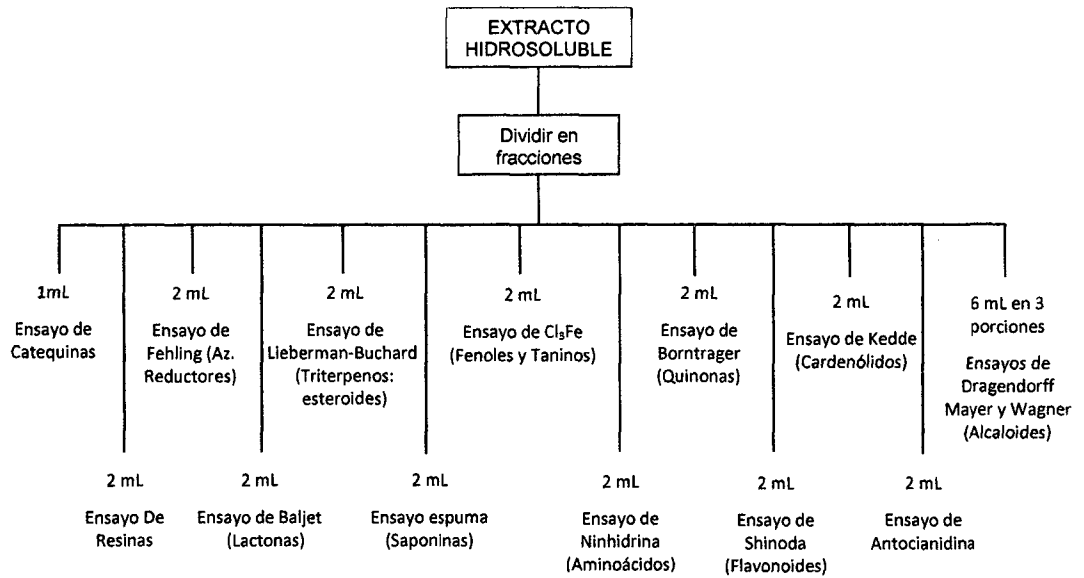 EXTRACTO
HIDROSOLUBLE
Dividir en
fracciones
1mL
Ensayo de
Catequinas
2 mL
Ensayo de
Fehling (Az.
Reductores)
2 mL
Ensayo de
Lieberman-Buchard
(Triterpenos:
esteroides)
2 mL
Ensayo de Cl₃Fe
(Fenoles y Taninos)
2 mL
Ensayo de
Borntrager
(Quinonas)
2 mL
Ensayo de Kedde
(Cardenólidos)
6 mL en 3
porciones
Ensayos de
Dragendorff
Mayer y Wagner
(Alcaloides)
2 mL
Ensayo De
Resinas
2 mL
Ensayo de Baljet
(Lactonas)
2 mL
Ensayo espuma
(Saponinas)
2 mL
Ensayo de
Ninhidrina
(Aminoácidos)
2 mL
Ensayo de
Shinoda
(Flavonoides)
2 mL
Ensayo de
Antocianidina